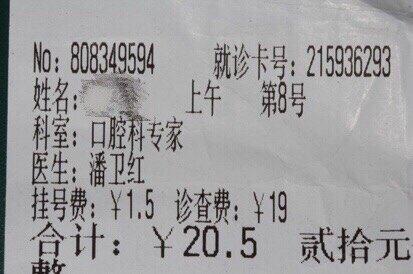 No: 808349594 就诊卡号: 215936293
姓名: 上午 第8号
科室: 口腔科专家
医生: 潘卫红
挂号费: ￥1.5 诊查费: ￥19
合计: ￥20.5 贰拾元